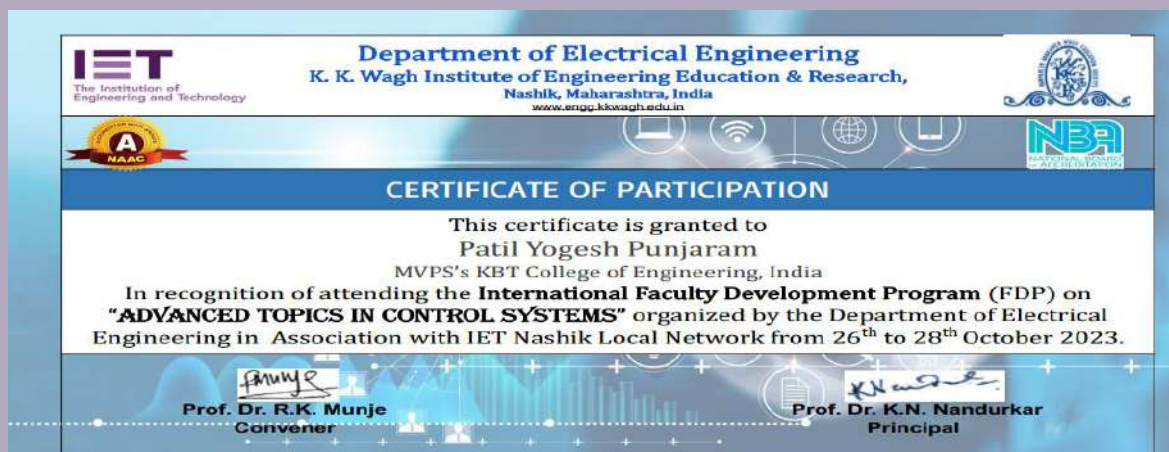 IET
The Institution of
Engineering and Technology
Department of Electrical Engineering
K. K. Wagh Institute of Engineering Education & Research,
Nashik, Maharashtra, India
www.engg.kkwagh.edu.in
A
NAAC
NBA
NATIONAL BOARD
OF ACCREDITATION
CERTIFICATE OF PARTICIPATION
This certificate is granted to
Patil Yogesh Punjaram
MVPS's KBT College of Engineering, India
In recognition of attending the International Faculty Development Program (FDP) on
"ADVANCED TOPICS IN CONTROL SYSTEMS" organized by the Department of Electrical
Engineering in Association with IET Nashik Local Network from 26th to 28th October 2023.
Prof. Dr. R.K. Munje
Convener
Prof. Dr. K.N. Nandurkar
Principal